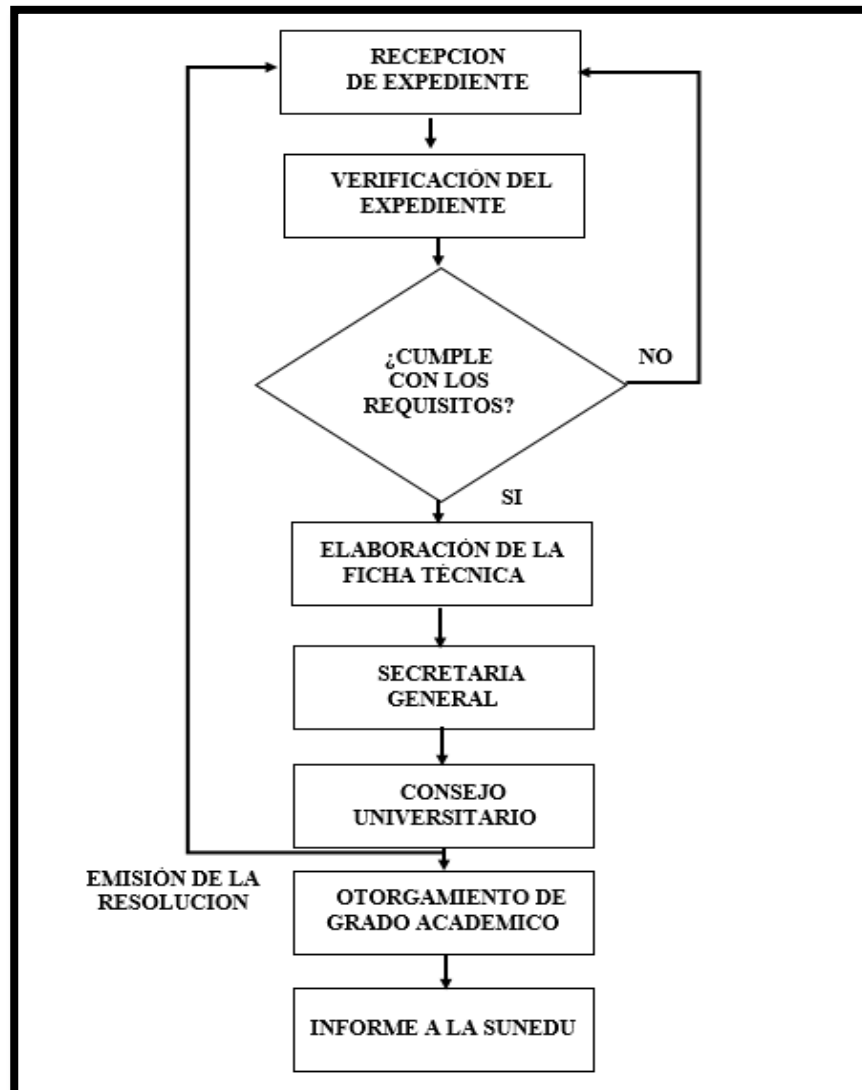 RECEPCION
DE EXPEDIENTE
VERIFICACIÓN DEL
EXPEDIENTE
¿CUMPLE
CON LOS
REQUISITOS?
NO
SI
ELABORACIÓN DE LA
FICHA TÉCNICA
SECRETARIA
GENERAL
CONSEJO
UNIVERSITARIO
EMISIÓN DE LA
RESOLUCION
OTORGAMIENTO DE
GRADO ACADEMICO
INFORME A LA SUNEDU